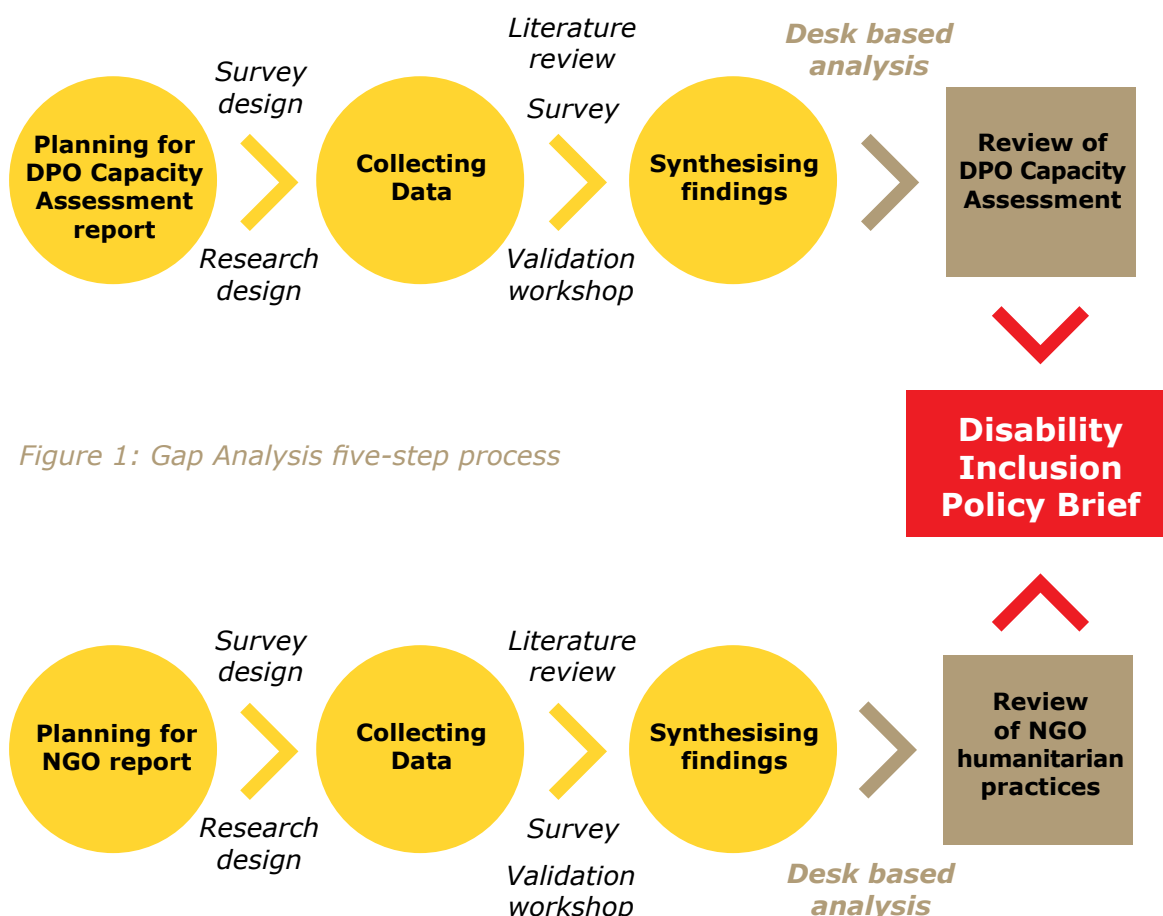 Survey
design
Literature
review
Desk based
analysis
Planning for
DPO Capacity
Assessment
report
Collecting
Data
Survey
Synthesising
findings
Review of
DPO Capacity
Assessment
Research
design
Validation
workshop
Figure 1: Gap Analysis five-step process
Disability
Inclusion
Policy Brief
Survey
design
Literature
review
Planning for
NGO report
Collecting
Data
Synthesising
findings
Review
of NGO
humanitarian
practices
Research
design
Survey
Validation
workshop
Desk based
analysis